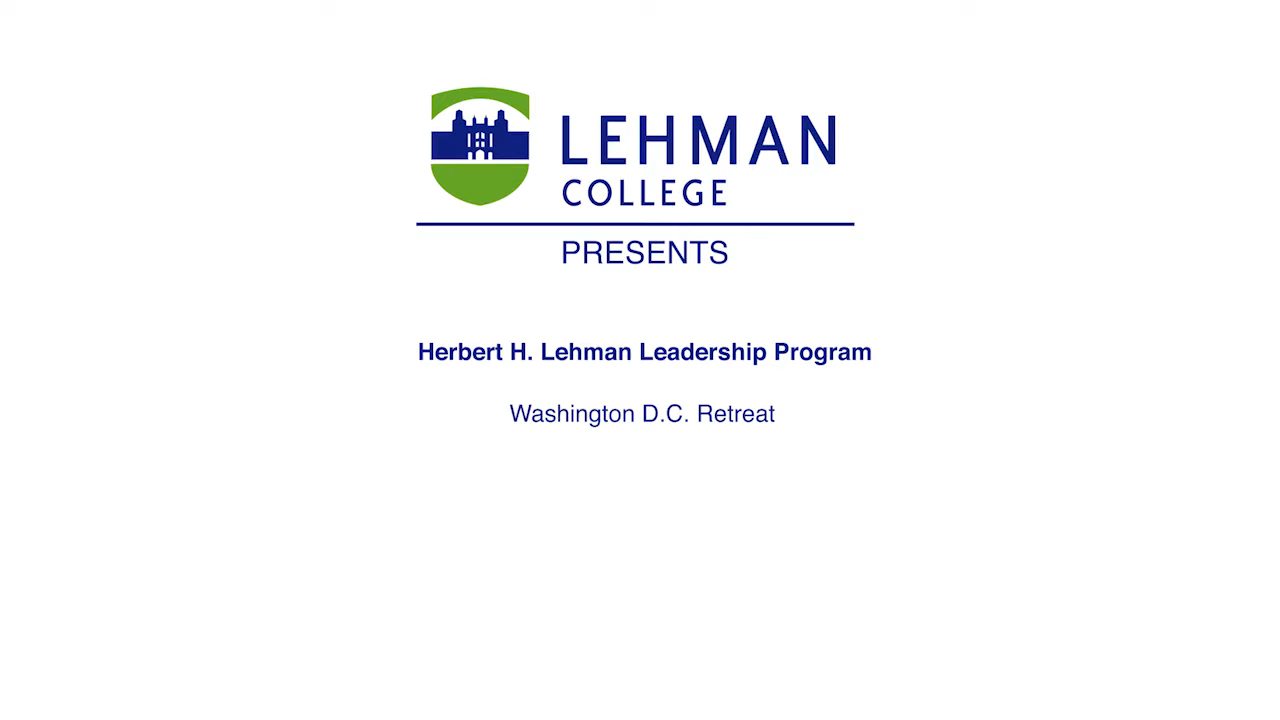 LEHMAN
COLLEGE
PRESENTS
Herbert H. Lehman Leadership Program
Washington D.C. Retreat